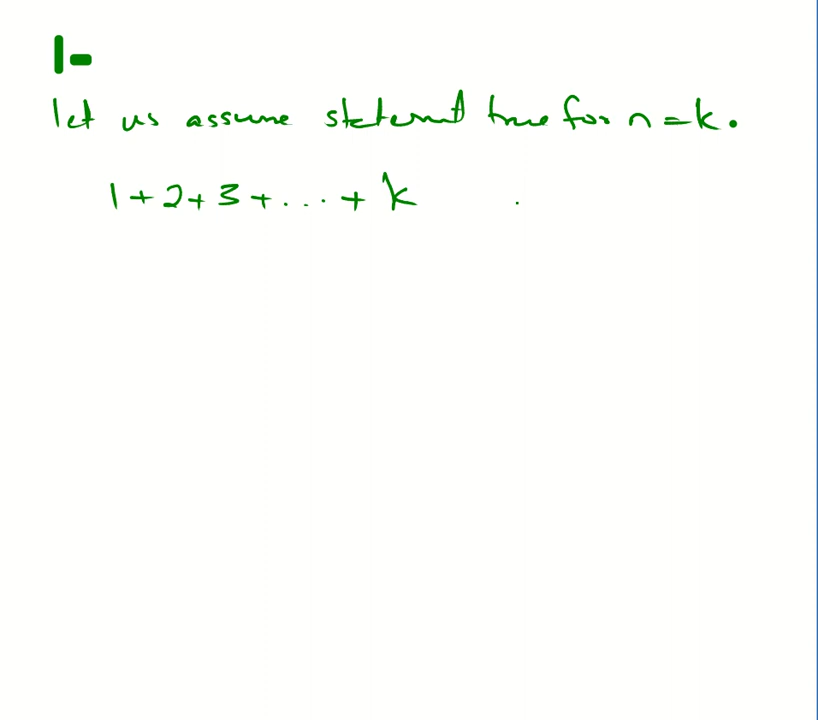 1-
let us assume statement true for n = k .
1 + 2 + 3 + . . . + k